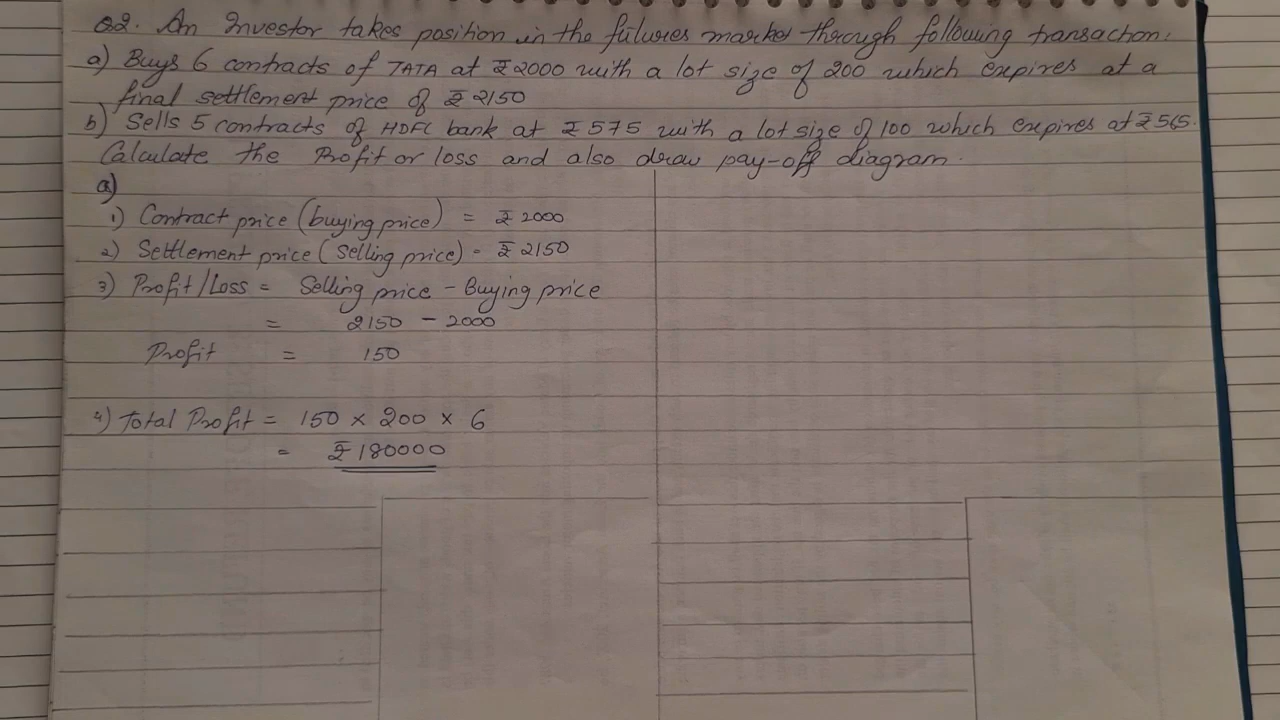 Q2. An Investor takes position in the futures market through following transaction:
a) Buys 6 contracts of TATA at ₹2000 with a lot size of 200 which expires at a
final settlement price of ₹2150
b) Sells 5 contracts of HDFC bank at ₹575 with a lot size of 100 which expires at ₹565.
Calculate the Profit or loss and also draw pay-off diagram.
a)
1) Contract price (buying price) = ₹2000
2) Settlement price (selling price) = ₹2150
3) Profit/Loss = Selling price - Buying price
= 2150 - 2000
Profit = 150
4) Total Profit = 150 × 200 × 6
= ₹180000